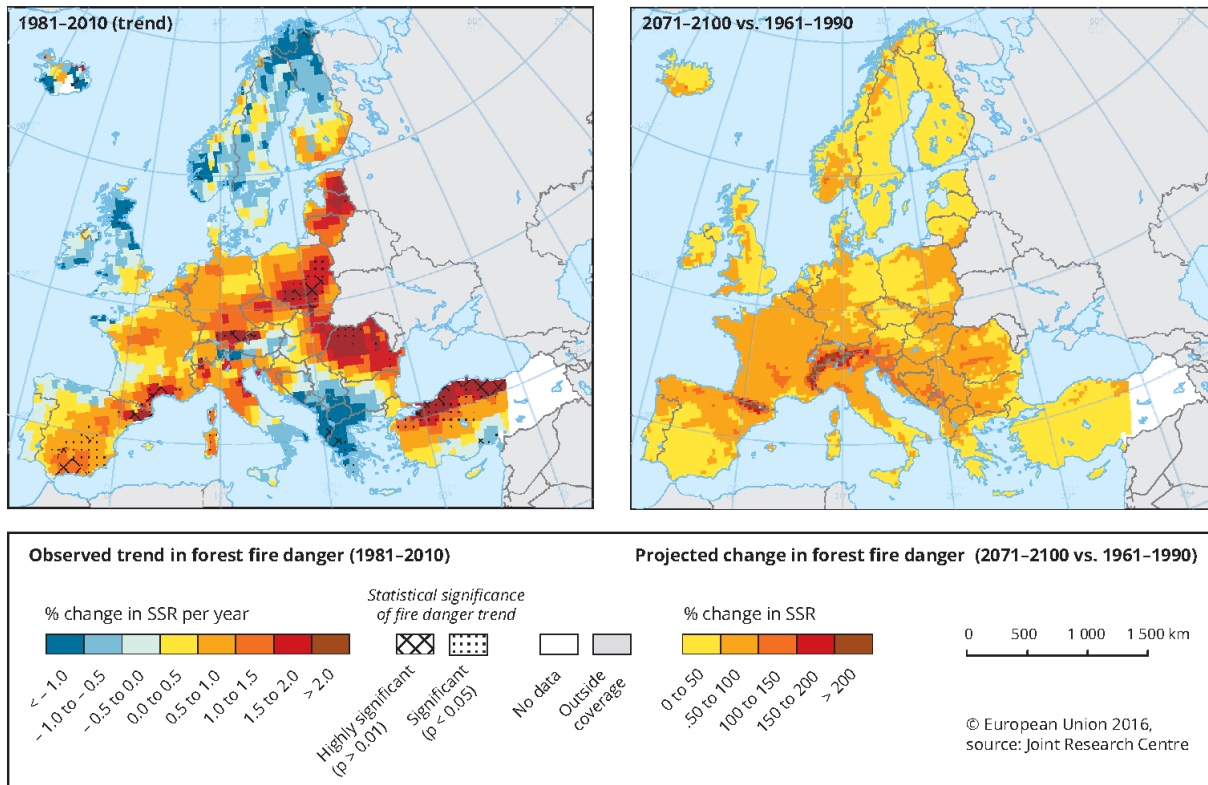 1981–2010 (trend)
2071–2100 vs. 1961–1990
Observed trend in forest fire danger (1981–2010)
% change in SSR per year
< – 1.0
– 1.0 to – 0.5
– 0.5 to 0.0
0.0 to 0.5
0.5 to 1.0
1.0 to 1.5
1.5 to 2.0
> 2.0
Statistical significance
of fire danger trend
Highly significant
(p > 0.01)
Significant
(p < 0.05)
No data
Outside
coverage
Projected change in forest fire danger (2071–2100 vs. 1961–1990)
% change in SSR
0 to 50
50 to 100
100 to 150
150 to 200
> 200
0 500 1 000 1 500 km
© European Union 2016,
source: Joint Research Centre